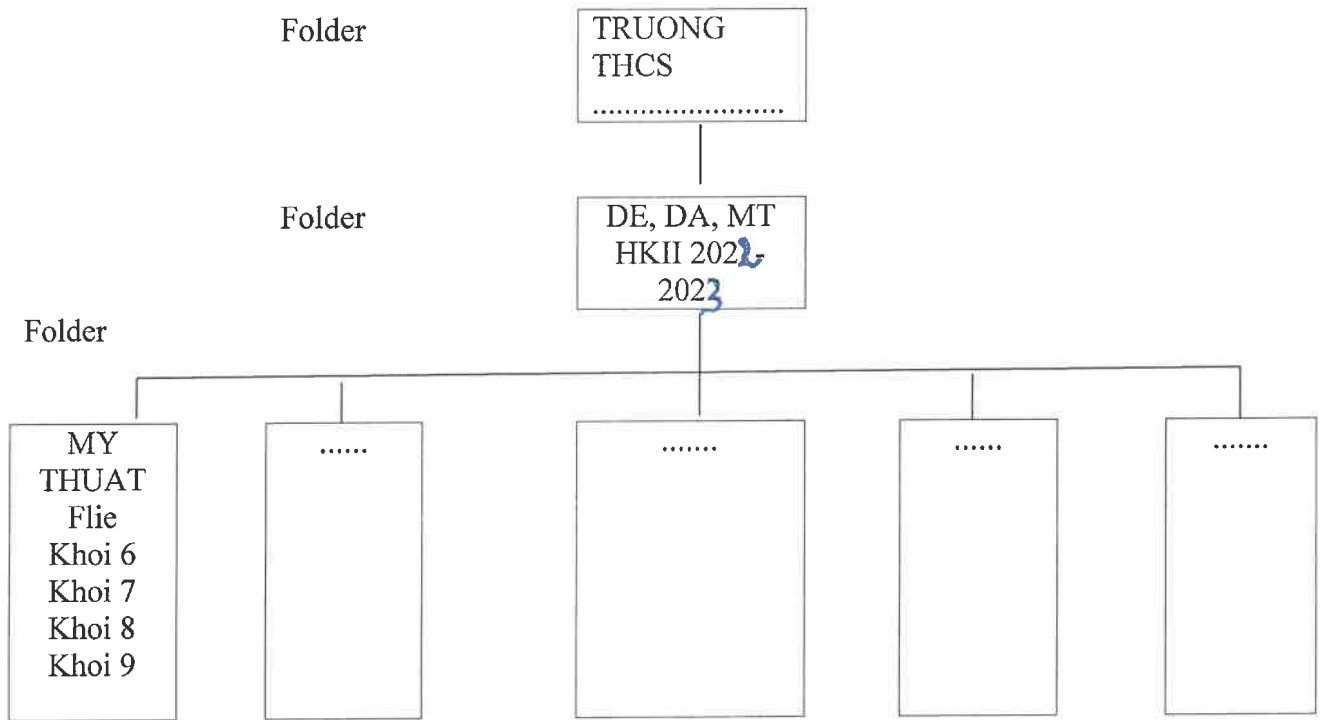 Folder
TRUONG
THCS
........................
Folder
DE, DA, MT
HKII 2022-
2023
Folder
MY
THUAT
Flie
Khoi 6
Khoi 7
Khoi 8
Khoi 9
......
.......
......
.......